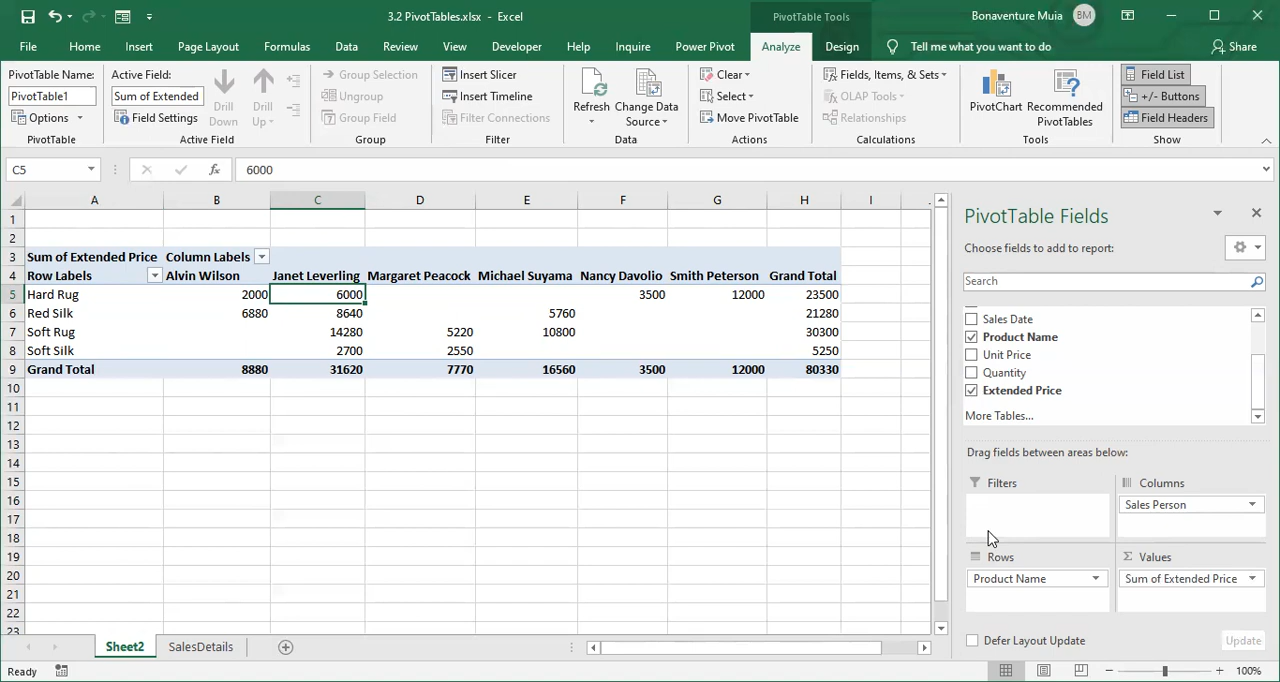 3.2 PivotTables.xlsx - Excel
PivotTable Tools
Bonaventure Muia
BM
File Home Insert Page Layout Formulas Data Review View Developer Help Inquire Power Pivot Analyze Design Tell me what you want to do Share
PivotTable Name:
PivotTable1
Options
PivotTable
Active Field:
Sum of Extended
Field Settings
Drill Down
Drill Up
Active Field
Group Selection
Ungroup
Group Field
Group
Insert Slicer
Insert Timeline
Filter Connections
Filter
Refresh
Change Data Source
Data
Clear
Select
Move PivotTable
Actions
Fields, Items, & Sets
OLAP Tools
Relationships
Calculations
PivotChart
Recommended PivotTables
Tools
Field List
+/- Buttons
Field Headers
Show
C5 fx 6000
A B C D E F G H I
1
2
3 Sum of Extended Price Column Labels
4 Row Labels Alvin Wilson Janet Leverling Margaret Peacock Michael Suyama Nancy Davolio Smith Peterson Grand Total
5 Hard Rug 2000 6000 3500 12000 23500
6 Red Silk 6880 8640 5760 21280
7 Soft Rug 14280 5220 10800 30300
8 Soft Silk 2700 2550 5250
9 Grand Total 8880 31620 7770 16560 3500 12000 80330
10
11
12
13
14
15
16
17
18
19
20
21
22
23
PivotTable Fields
Choose fields to add to report:
Search
Sales Date
Product Name
Unit Price
Quantity
Extended Price
More Tables...
Drag fields between areas below:
Filters
Columns
Sales Person
Rows
Σ Values
Product Name
Sum of Extended Price
Defer Layout Update
Update
Sheet2 SalesDetails
Ready
100%